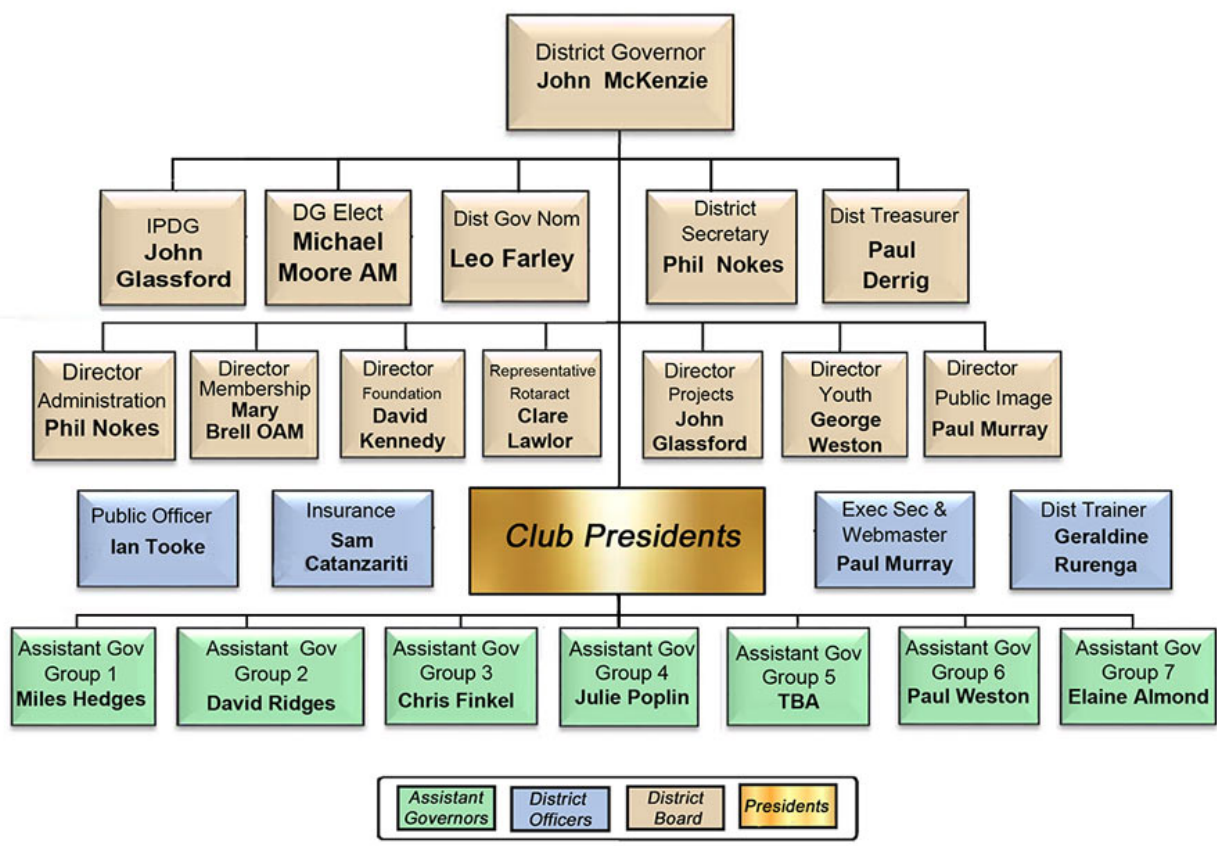 District Governor
John McKenzie
IPDG
John
Glassford
DG Elect
Michael
Moore AM
Dist Gov Nom
Leo Farley
District
Secretary
Phil Nokes
Dist Treasurer
Paul
Derrig
Director
Administration
Phil Nokes
Director
Membership
Mary
Brell OAM
Director
Foundation
David
Kennedy
Representative
Rotaract
Clare
Lawlor
Director
Projects
John
Glassford
Director
Youth
George
Weston
Director
Public Image
Paul Murray
Public Officer
Ian Tooke
Insurance
Sam
Catanzariti
Club Presidents
Exec Sec &
Webmaster
Paul Murray
Dist Trainer
Geraldine
Rurenga
Assistant Gov
Group 1
Miles Hedges
Assistant Gov
Group 2
David Ridges
Assistant Gov
Group 3
Chris Finkel
Assistant Gov
Group 4
Julie Poplin
Assistant Gov
Group 5
TBA
Assistant Gov
Group 6
Paul Weston
Assistant Gov
Group 7
Elaine Almond
Assistant
Governors
District
Officers
District
Board
Presidents